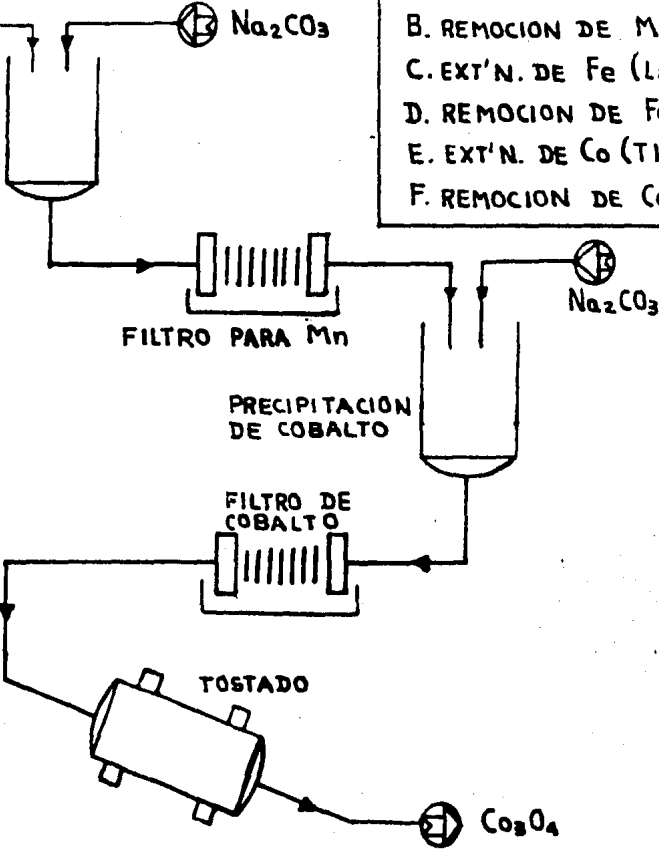 Na2CO3
B. REMOCION DE
C. EXT'N. DE Fe
D. REMOCION DE
E. EXT'N. DE Co
F. REMOCION DE
Na2CO3
FILTRO PARA Mn
PRECIPITACION
DE COBALTO
FILTRO DE
COBALTO
TOSTADO
Co3O4